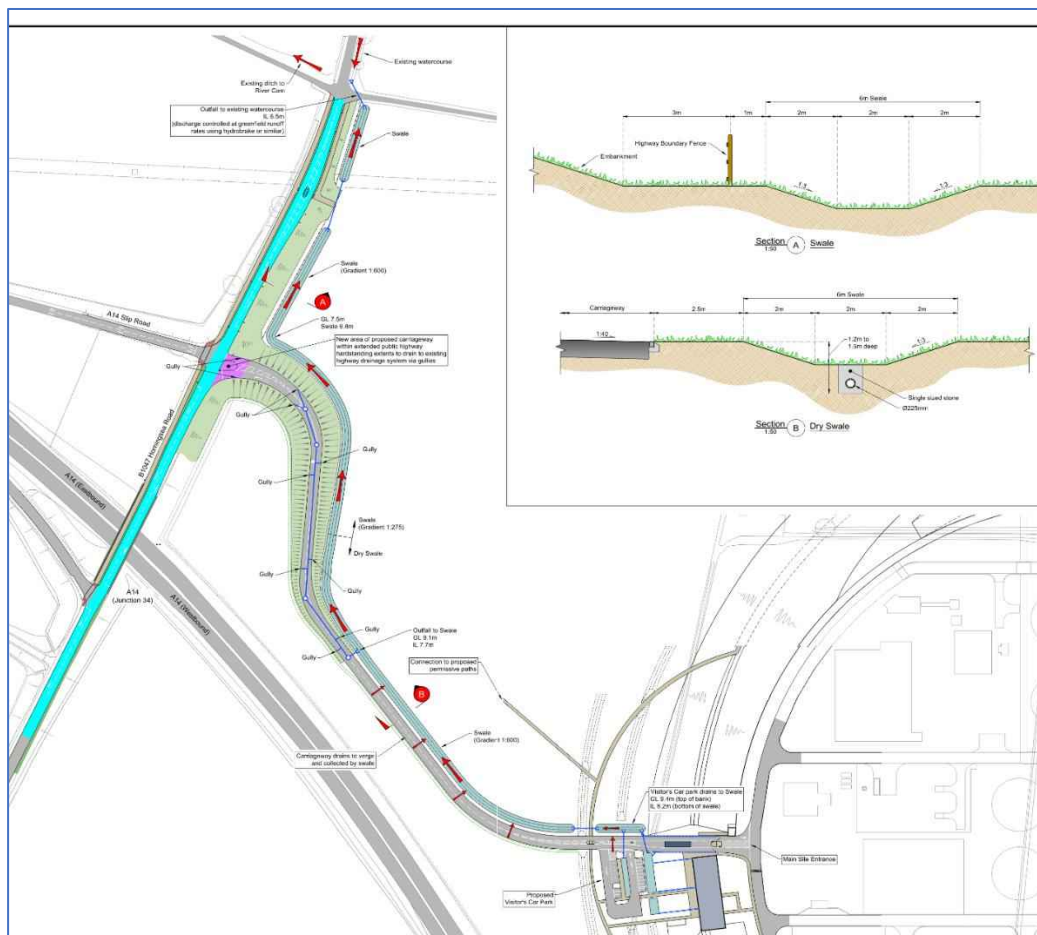 Existing watercourse
Existing ditch to
River Cam
Outfall to existing watercourse
IL 6.5m
(discharge controlled at greenfield runoff
rates using hydrobrake or similar)
Swale
Swale
(Gradient 1:600)
A
GL 7.5m
Swale 6.8m
A14 Slip Road
New area of proposed carriageway
within extended public highway
hardstanding extents to drain to existing
highway drainage system via gullies
Gully
Gully
Gully
Gully
B1047 Horningsea Road
A14 (Eastbound)
Swale
(Gradient 1:275)
Dry Swale
A14
(Junction 34)
A14 (Westbound)
Gully
Gully
Gully
Gully
Outfall to Swale
GL 9.1m
IL 7.7m
Connection to proposed
permissive paths
B
Swale
(Gradient 1:600)
Carriageway drains to verge
and collected by swale
Visitor's Car park drains to Swale
GL 9.4m (top of bank)
IL 8.2m (bottom of swale)
Main Site Entrance
Proposed
Visitor's Car Park
6m Swale
3m
1m
2m
2m
2m
Highway Boundary Fence
Embankment
1:3
1:3
Section A Swale
1:50
6m Swale
Carriageway
2.5m
2m
2m
2m
1:40
1.2m to
1.5m deep
1:3
Single sized stone
Ø225mm
Section B Dry Swale
1:50